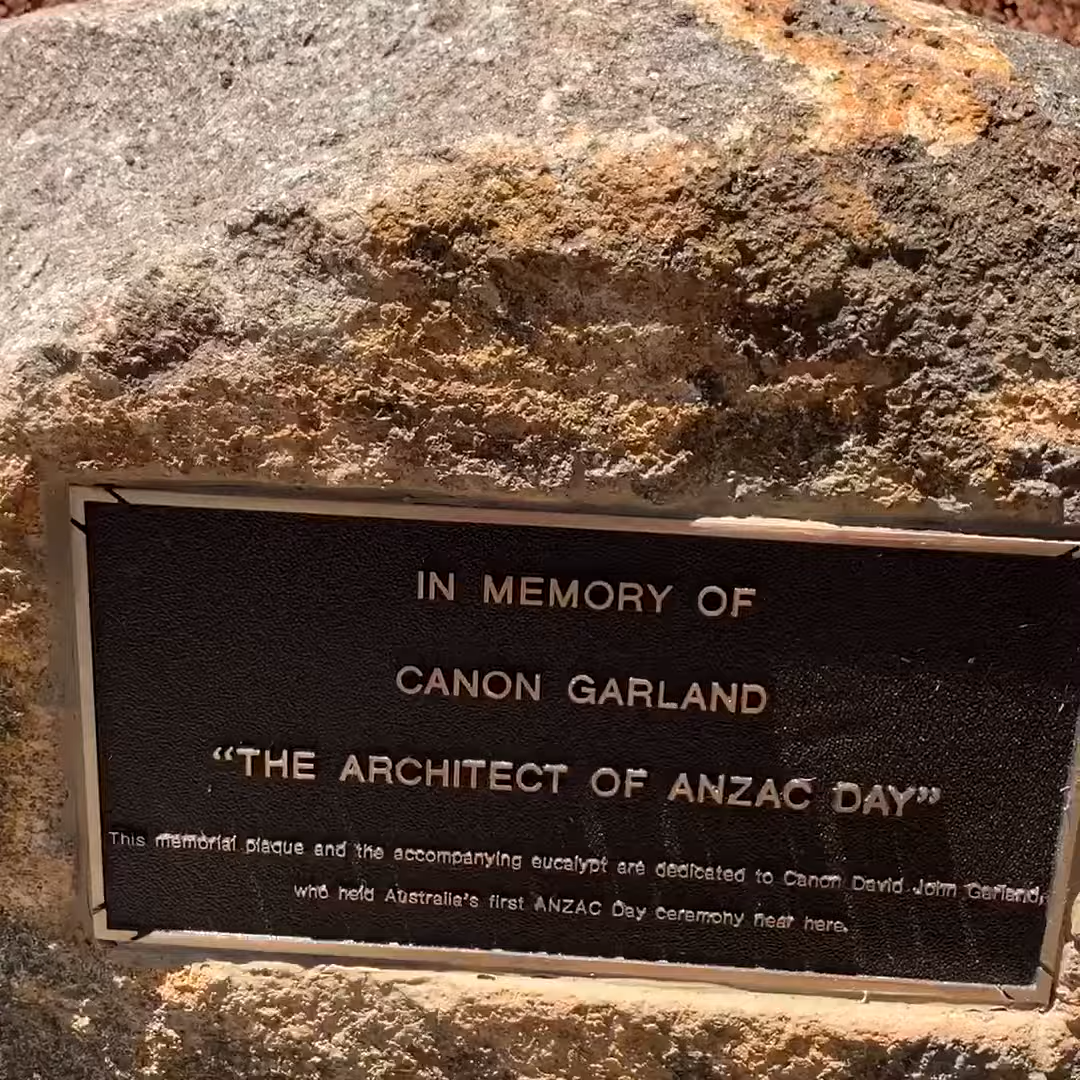 IN MEMORY OF
CANON GARLAND
“THE ARCHITECT OF ANZAC DAY”
This memorial plaque and the accompanying eucalypt are dedicated to Canon David John Garland,
who held Australia's first ANZAC Day ceremony near here.